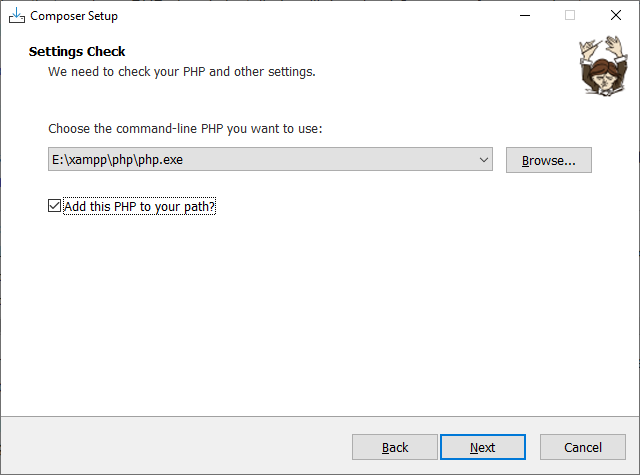 Composer Setup
Settings Check
We need to check your PHP and other settings.
Choose the command-line PHP you want to use:
E:\xampp\php\php.exe
Browse...
Add this PHP to your path?
Back
Next
Cancel